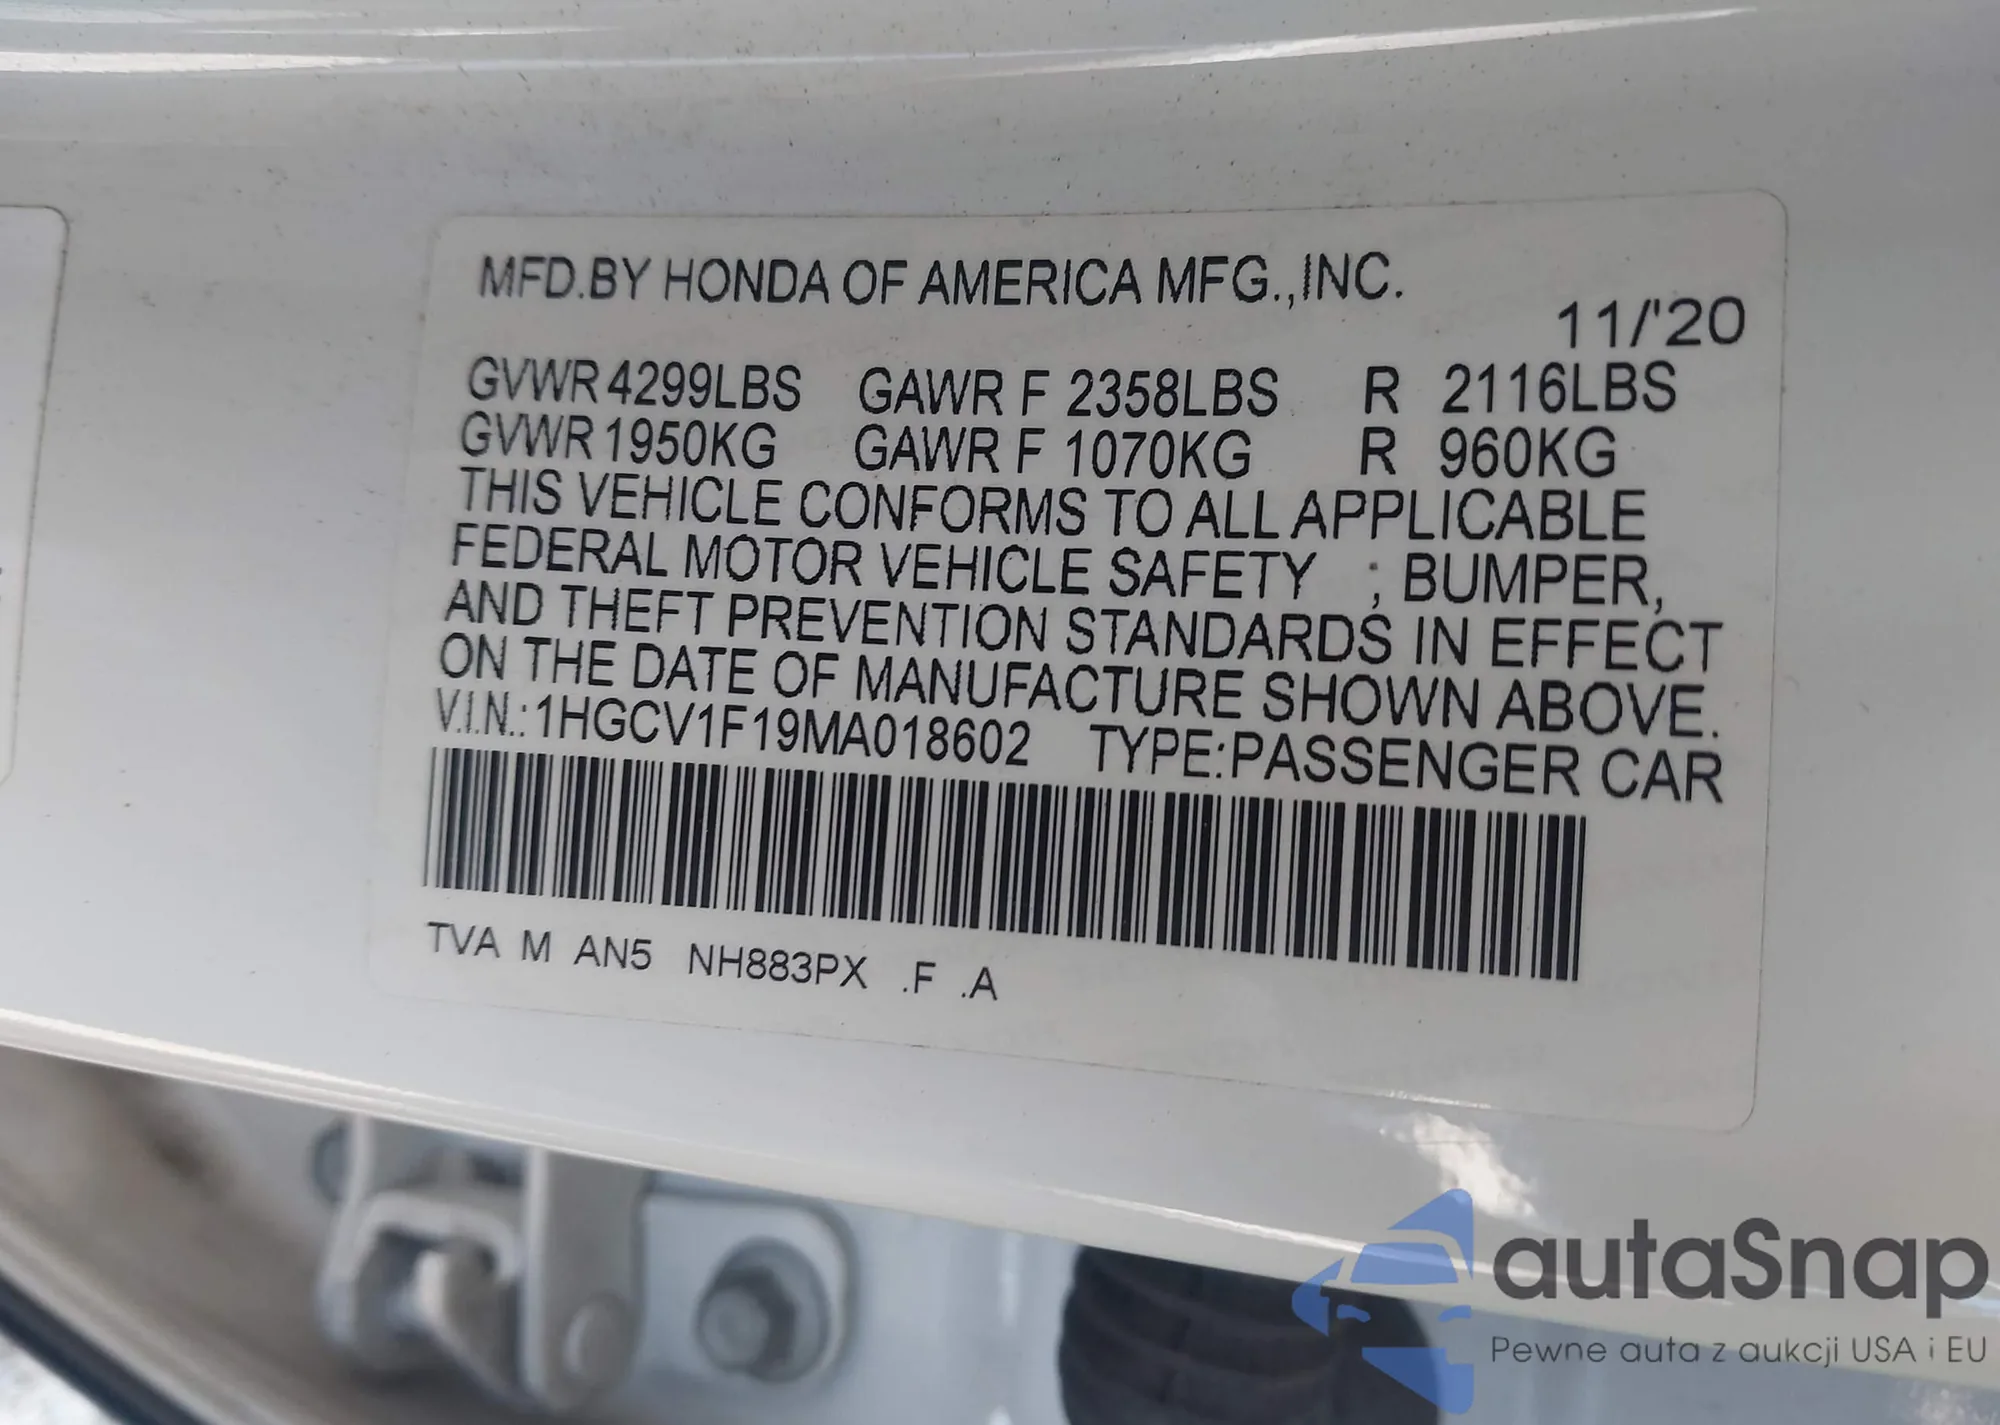 MFD.BY HONDA OF AMERICA MFG.,INC.
11/'20
GVWR 4299LBS GAWR F 2358LBS R 2116LBS
GVWR 1950KG GAWR F 1070KG R 960KG
THIS VEHICLE CONFORMS TO ALL APPLICABLE
FEDERAL MOTOR VEHICLE SAFETY ; BUMPER,
AND THEFT PREVENTION STANDARDS IN EFFECT
ON THE DATE OF MANUFACTURE SHOWN ABOVE.
V.I.N.: 1HGCV1F19MA018602 TYPE:PASSENGER CAR
TVA M AN5 NH883PX .F .A
autaSnap
Pewne auta z aukcji USA i EU